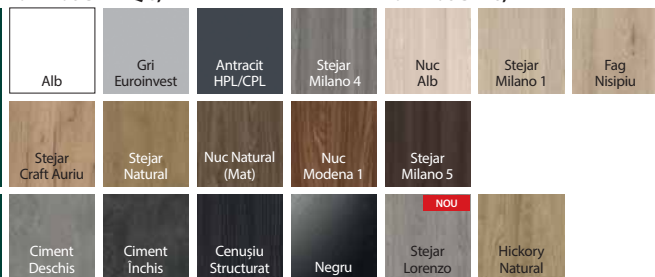 Alb
Gri
Euroinvest
Antracit
HPL/CPL
Stejar
Milano 4
Nuc
Alb
Stejar
Milano 1
Fag
Nisipiu
Stejar
Craft Auriu
Stejar
Natural
Nuc Natural
(Mat)
Nuc
Modena 1
Stejar
Milano 5
Ciment
Deschis
Ciment
Închis
Cenușiu
Structurat
Negru
NOU
Stejar
Lorenzo
Hickory
Natural